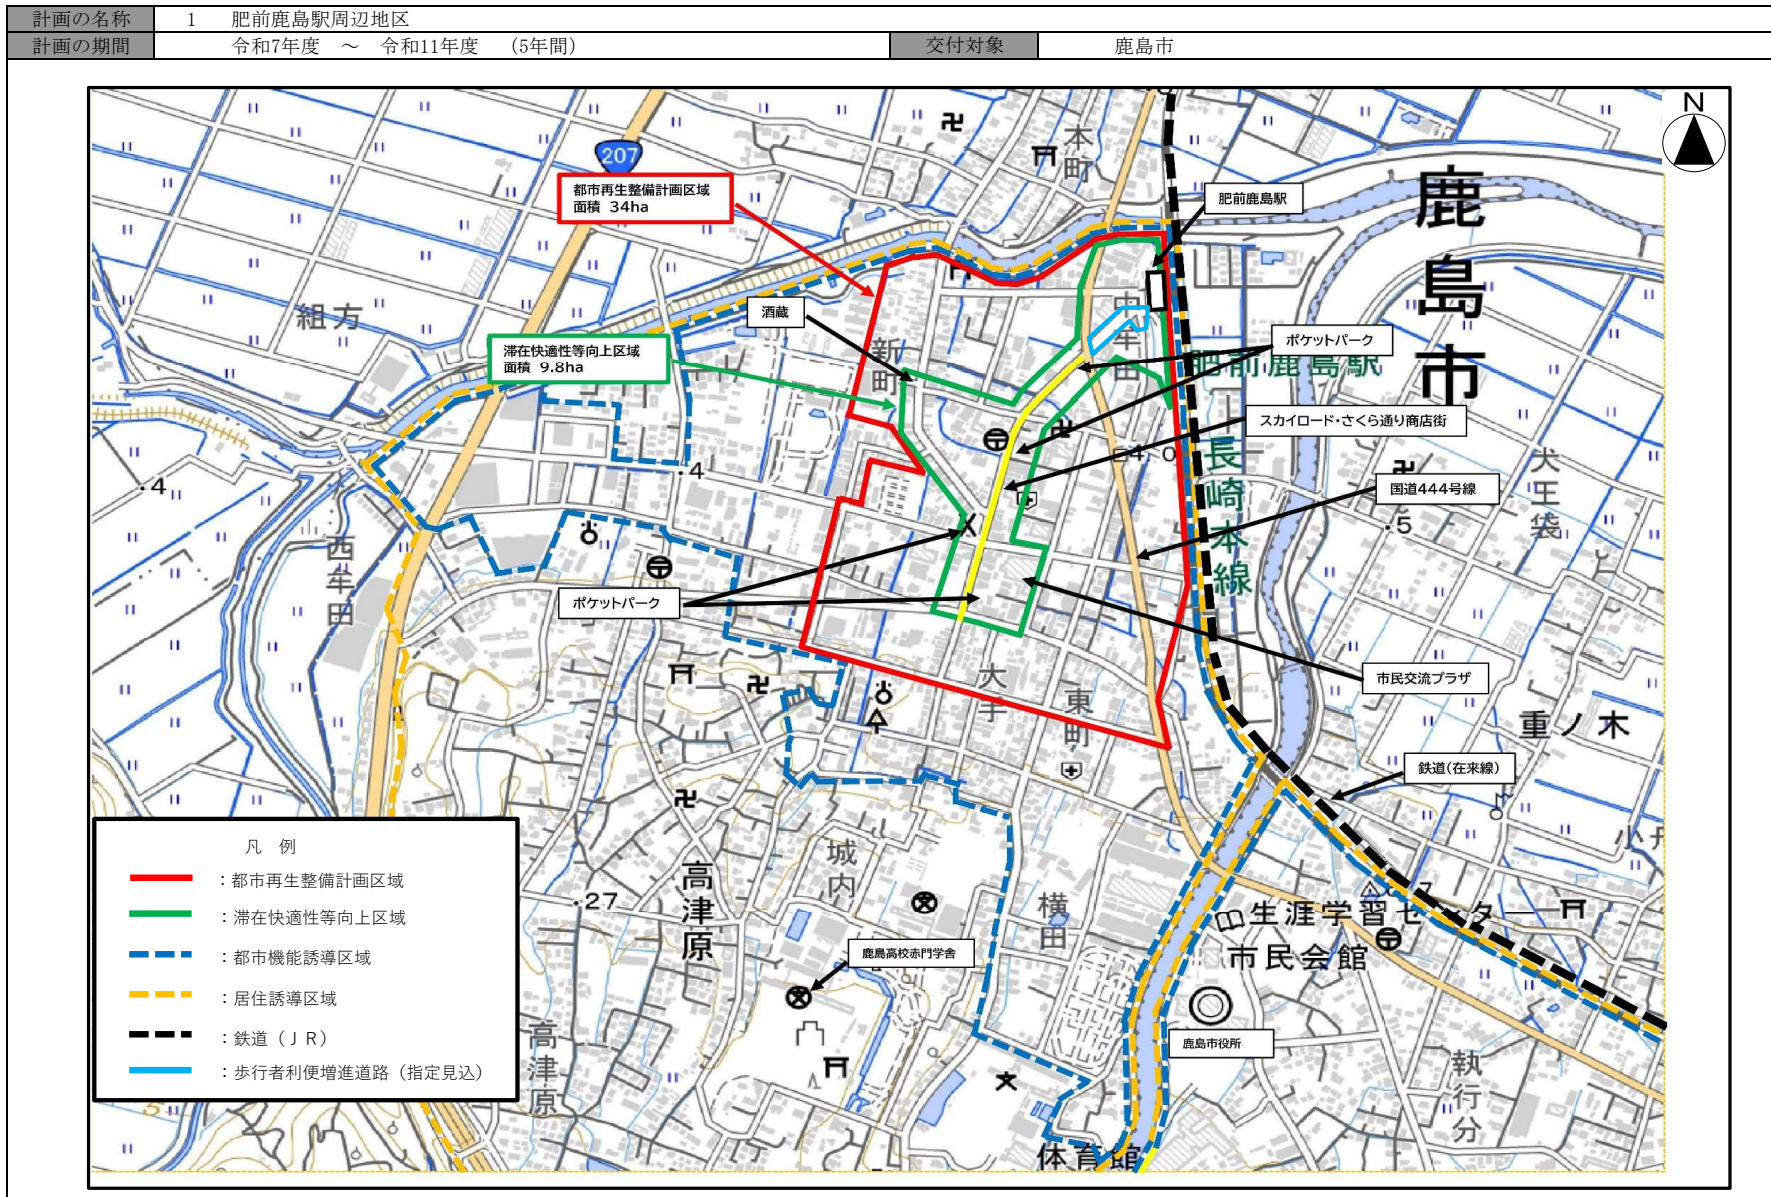 計画の名称 1 肥前鹿島駅周辺地区
計画の期間 令和7年度 ～ 令和11年度 (5年間) 交付対象 鹿島市
N
207
本町
都市再生整備計画区域
面積 34ha
肥前鹿島駅
鹿島市
組方
酒蔵
中牟田
新町
滞在快適性等向上区域
面積 9.8ha
ポケットパーク
肥前鹿島駅
スカイロード・さくら通り商店街
4.0
・4
・4
長崎本線
国道444号線
犬王袋
・5
西牟田
ポケットパーク
大手
東町
市民交流プラザ
重ノ木
鉄道(在来線)
凡 例
：都市再生整備計画区域
：滞在快適性等向上区域
：都市機能誘導区域
：居住誘導区域
：鉄道（ＪＲ）
：歩行者利便増進道路（指定見込）
城内
高津原
・27
横田
生涯学習センター
市民会館
鹿島高校赤門学舎
鹿島市役所
高津原
執行分
体育館